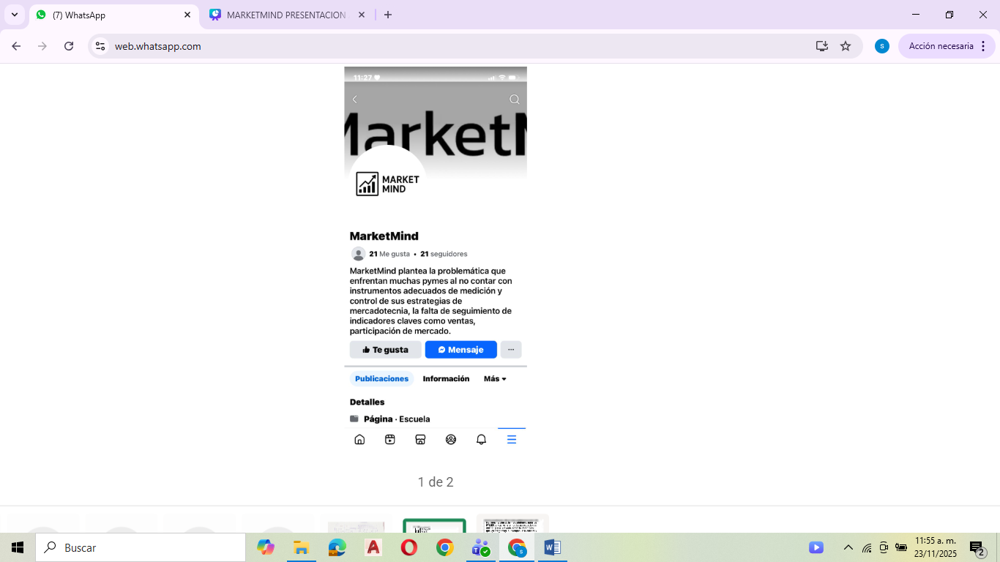 (7) WhatsApp
MARKETMIND PRESENTACION
web.whatsapp.com
s
Acción necesaria
11:27
MarketM
MARKET
MIND
MarketMind
21 Me gusta • 21 seguidores
MarketMind plantea la problemática que
enfrentan muchas pymes al no contar con
instrumentos adecuados de medición y
control de sus estrategias de
mercadotecnia, la falta de seguimiento de
indicadores claves como ventas,
participación de mercado.
Te gusta
Mensaje
Publicaciones
Información
Más
Detalles
Página · Escuela
1 de 2
Buscar
11:55 a. m.
23/11/2025
2